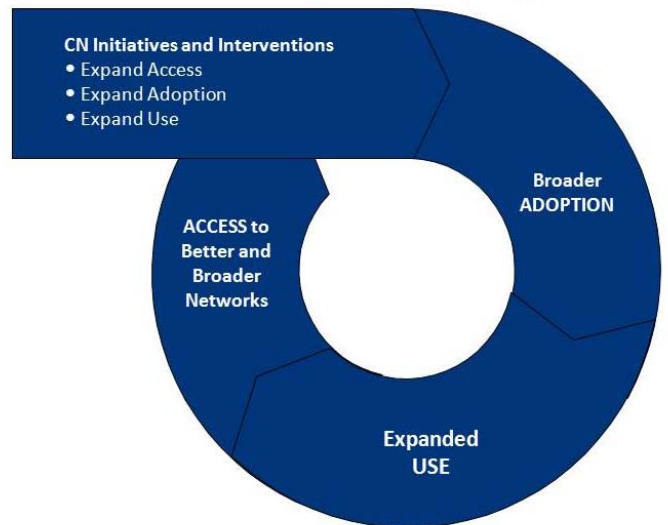 CN Initiatives and Interventions
• Expand Access
• Expand Adoption
• Expand Use
Broader
ADOPTION
Expanded
USE
ACCESS to
Better and
Broader
Networks